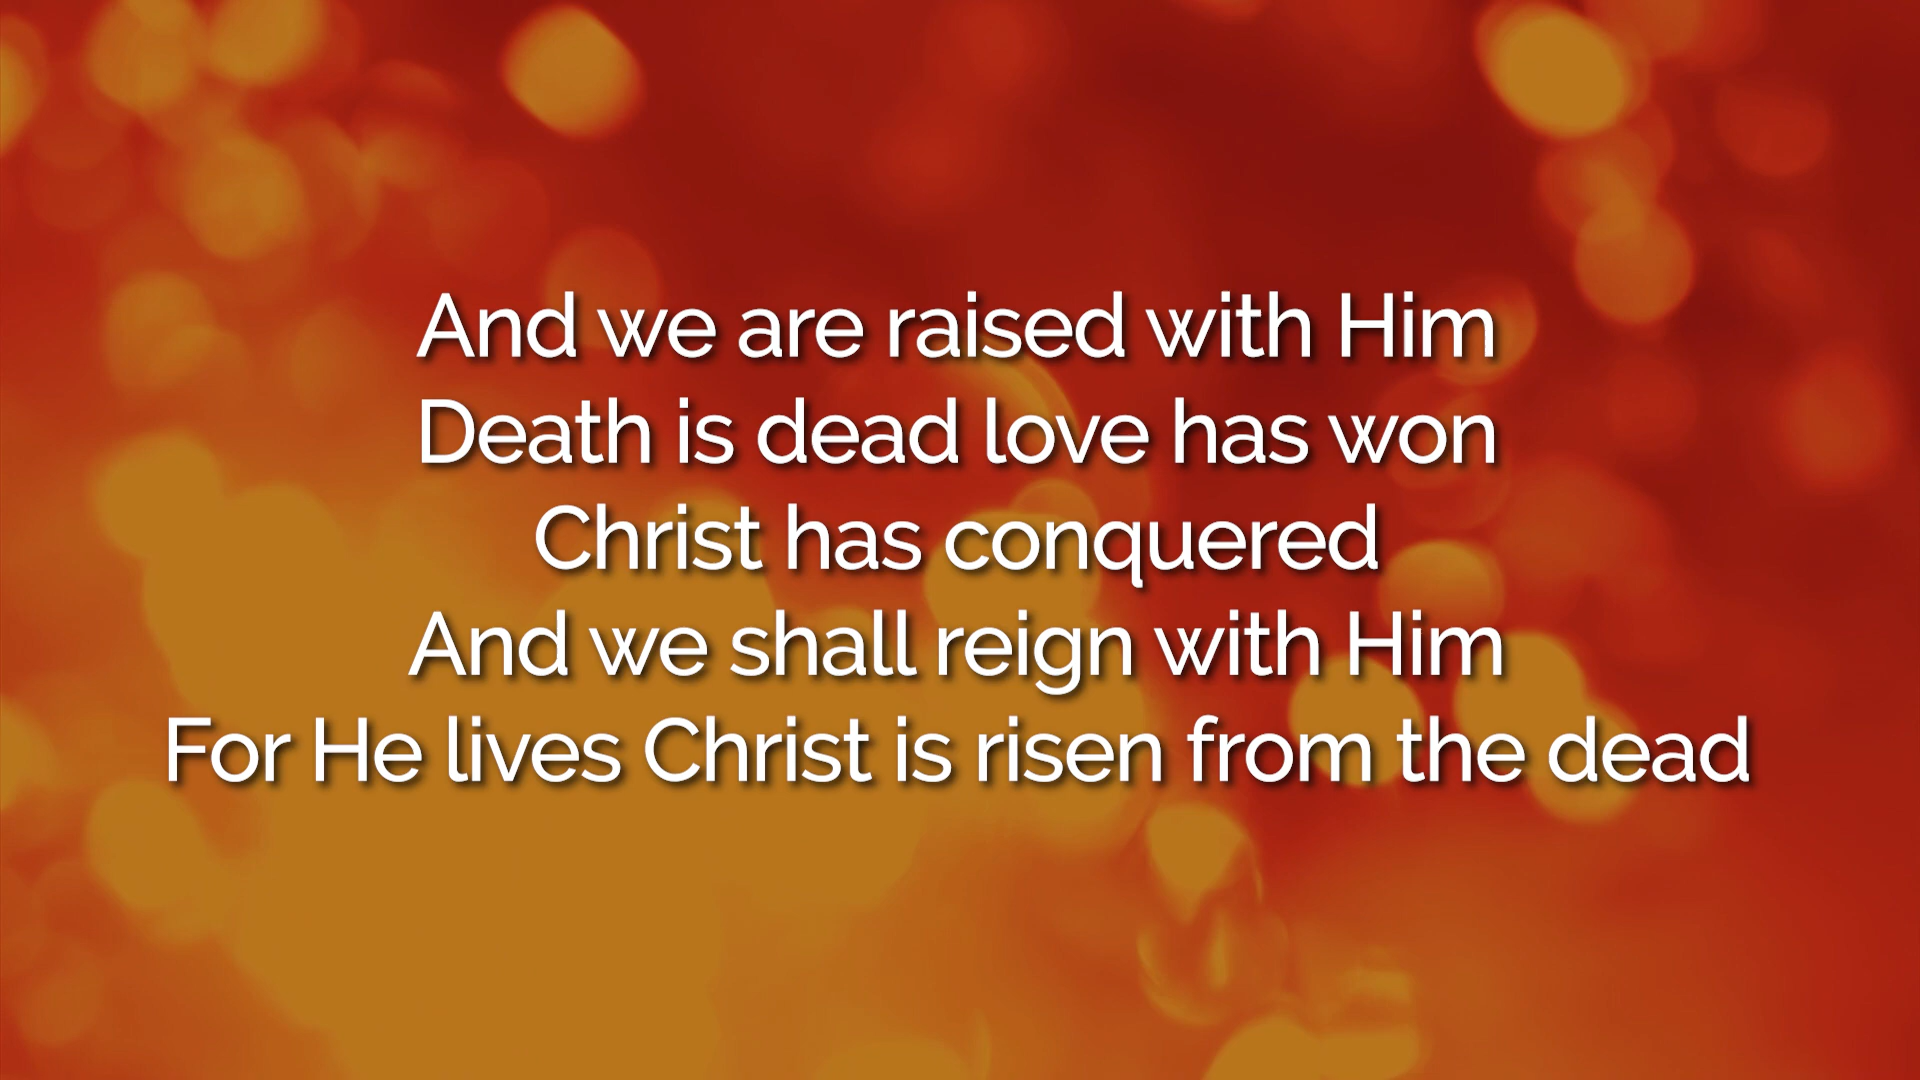 And we are raised with Him
Death is dead love has won
Christ has conquered
And we shall reign with Him
For He lives Christ is risen from the dead